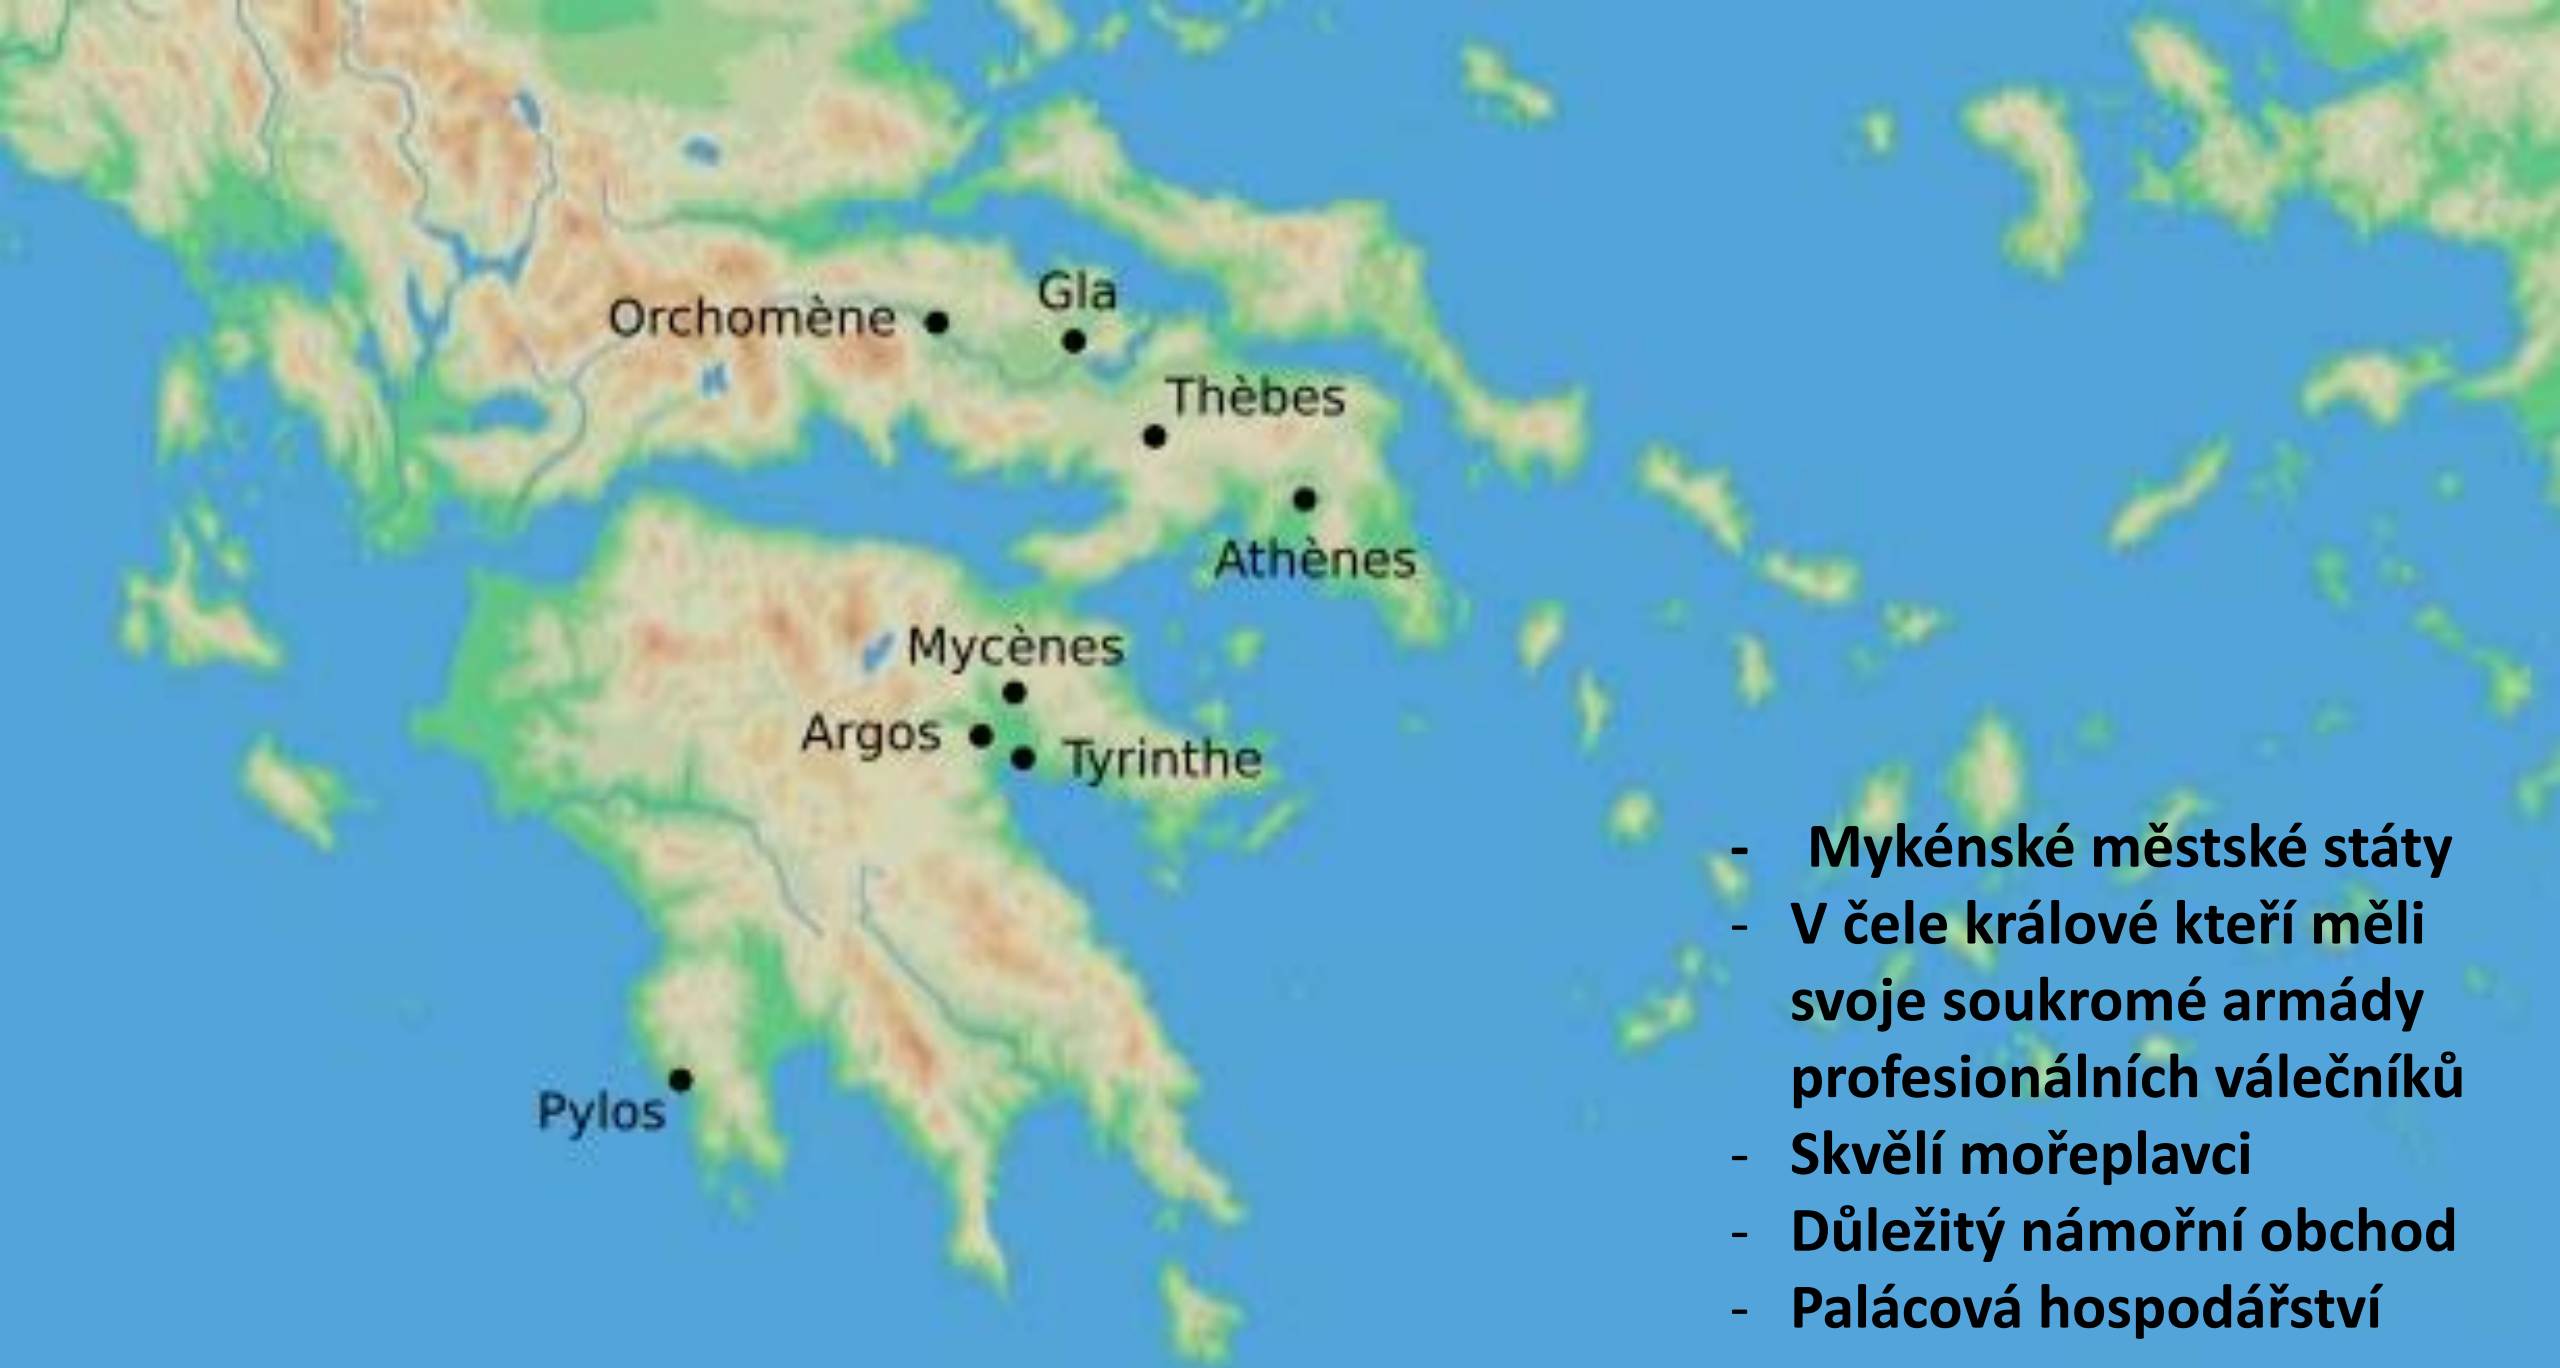 Orchomène
Gla
Thèbes
Athènes
Mycènes
Argos
Tyrinthe
Pylos
- Mykénské městské státy
- V čele králové kteří měli
svoje soukromé armády
profesionálních válečníků
- Skvělí mořeplavci
- Důležitý námořní obchod
- Palácová hospodářství